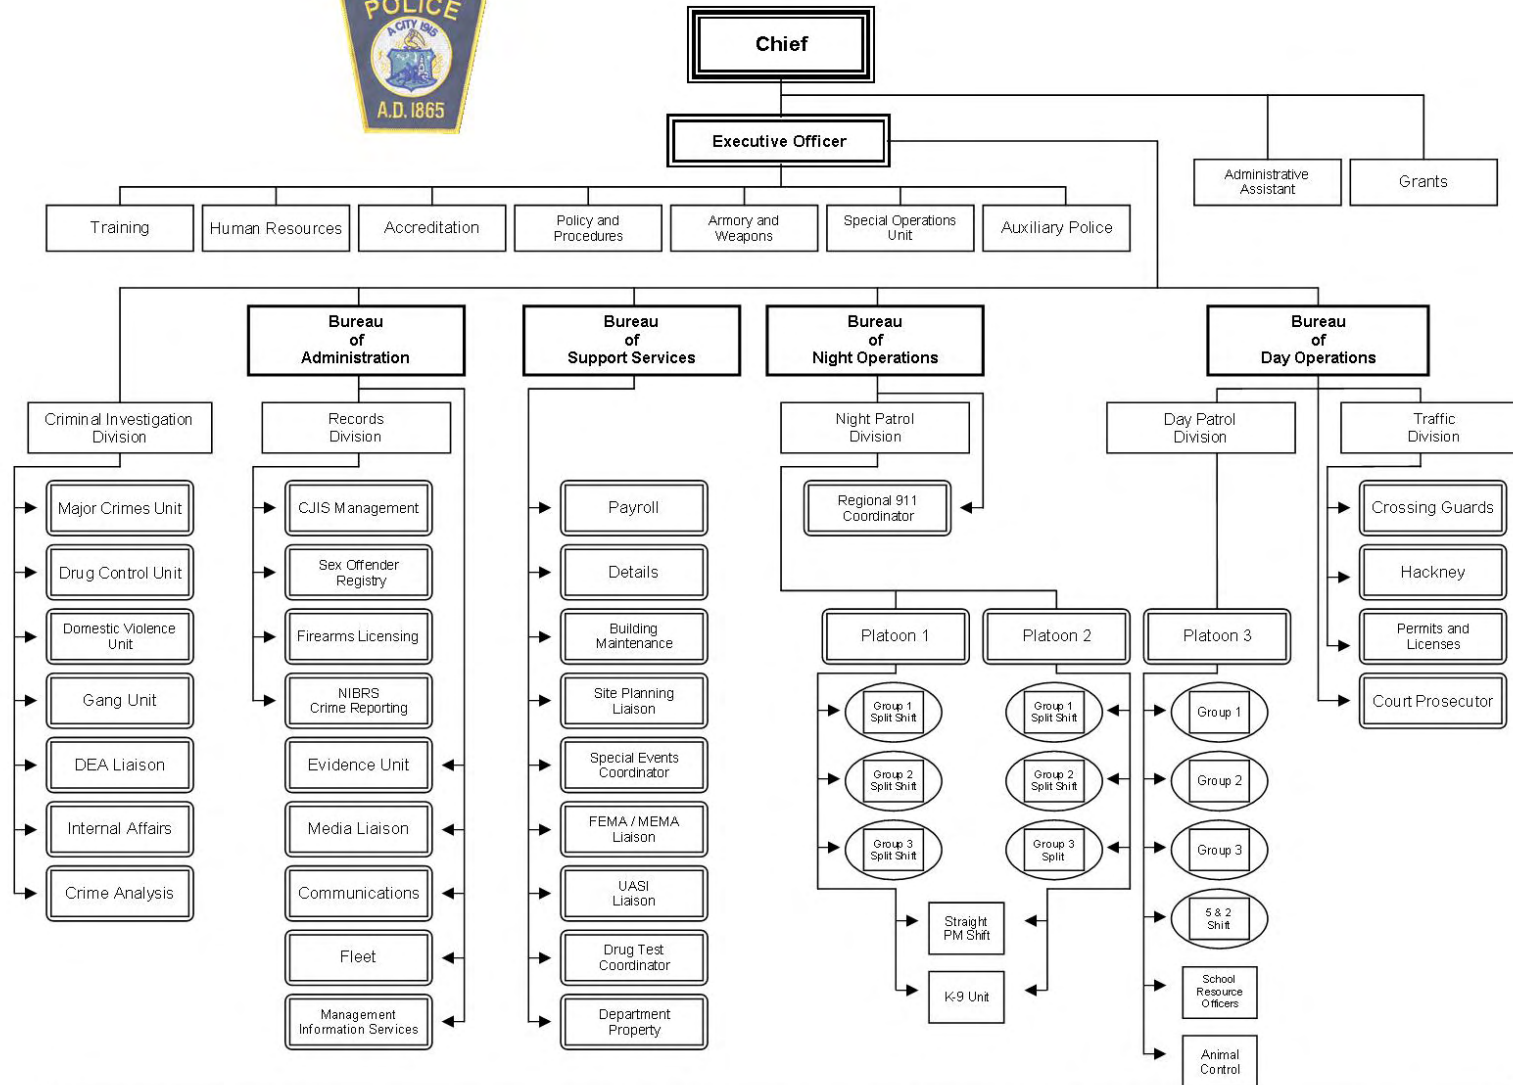 POLICE
A CITY 1915
A.D. 1865
Chief
Executive Officer
Administrative
Assistant
Grants
Training
Human Resources
Accreditation
Policy and
Procedures
Armory and
Weapons
Special Operations
Unit
Auxiliary Police
Bureau
of
Administration
Bureau
of
Support Services
Bureau
of
Night Operations
Bureau
of
Day Operations
Criminal Investigation
Division
Records
Division
Night Patrol
Division
Day Patrol
Division
Traffic
Division
Major Crimes Unit
Drug Control Unit
Domestic Violence
Unit
Gang Unit
DEA Liaison
Internal Affairs
Crime Analysis
CJIS Management
Sex Offender
Registry
Firearms Licensing
NIBRS
Crime Reporting
Evidence Unit
Media Liaison
Communications
Fleet
Management
Information Services
Payroll
Details
Building
Maintenance
Site Planning
Liaison
Special Events
Coordinator
FEMA / MEMA
Liaison
UASI
Liaison
Drug Test
Coordinator
Department
Property
Regional 911
Coordinator
Platoon 1
Group 1
Split Shift
Group 2
Split Shift
Group 3
Split Shift
Platoon 2
Group 1
Split Shift
Group 2
Split Shift
Group 3
Split
Straight
PM Shift
K-9 Unit
Platoon 3
Group 1
Group 2
Group 3
5 & 2
Shift
School
Resource
Officers
Animal
Control
Crossing Guards
Hackney
Permits and
Licenses
Court Prosecutor